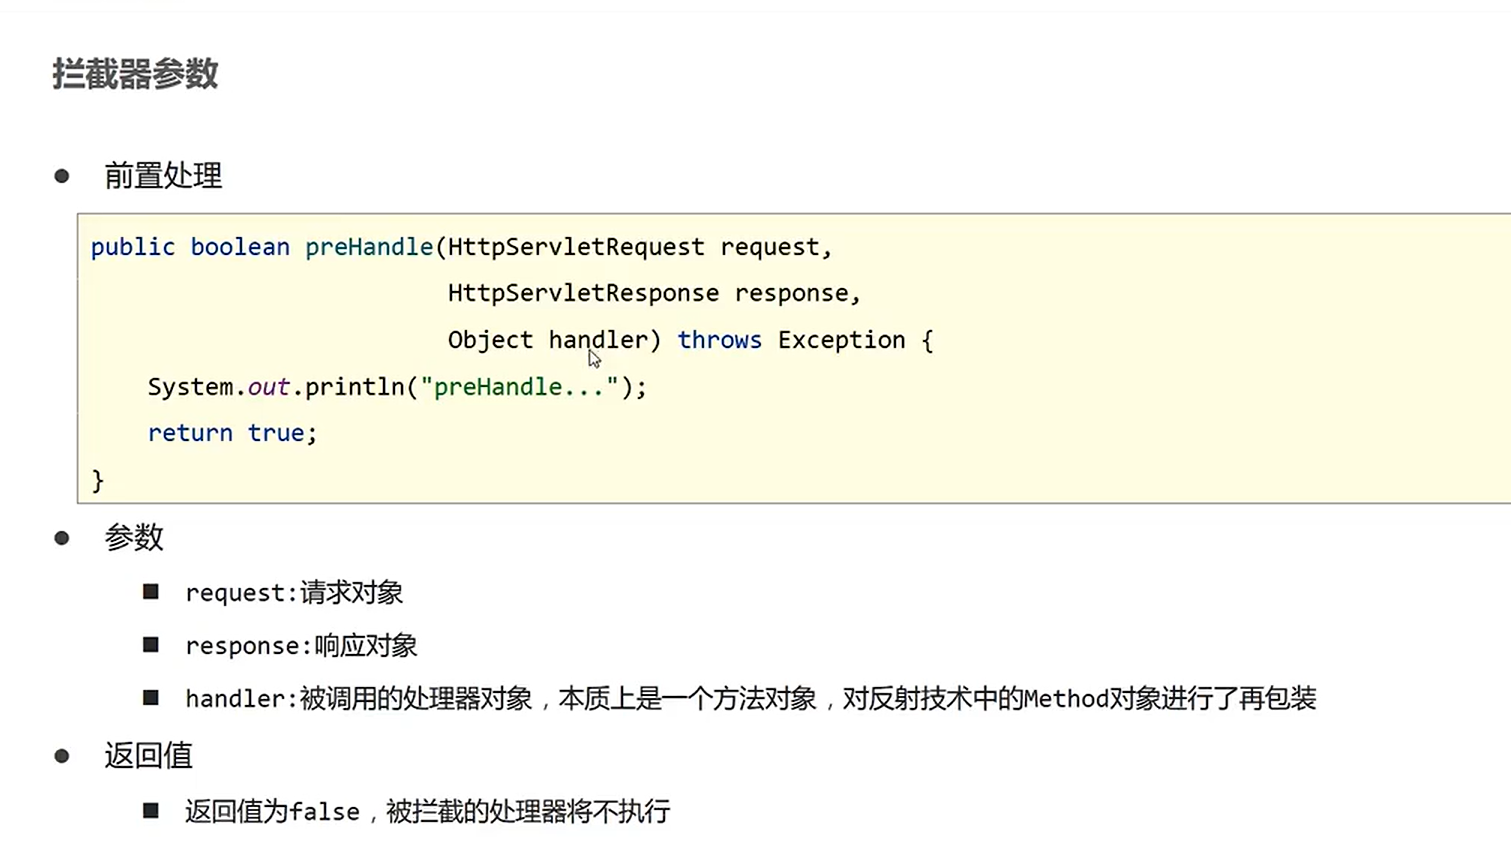 拦截器参数
● 前置处理
public boolean preHandle(HttpServletRequest request,
HttpServletResponse response,
Object handler) throws Exception {
System.out.println("preHandle...");
return true;
}
● 参数
■ request:请求对象
■ response:响应对象
■ handler:被调用的处理器对象，本质上是一个方法对象，对反射技术中的Method对象进行了再包装
● 返回值
■ 返回值为false，被拦截的处理器将不执行